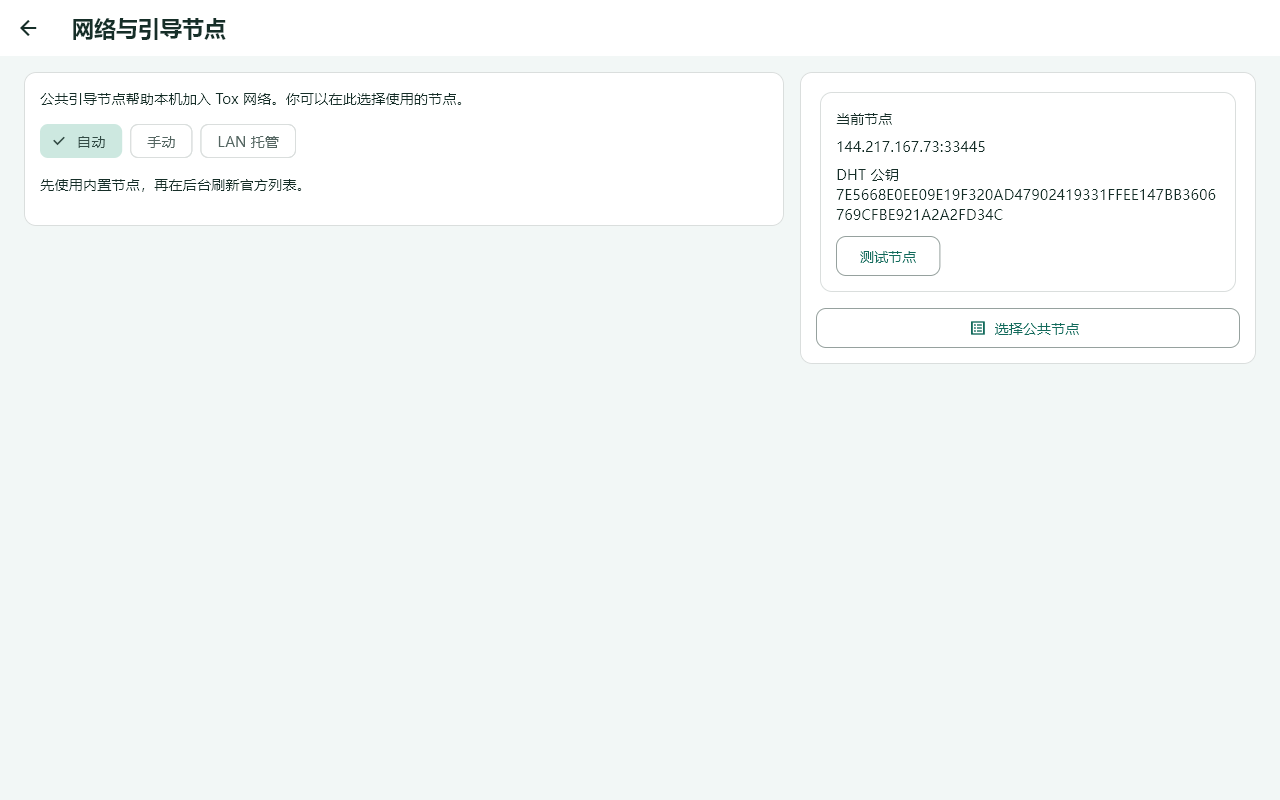 网络与引导节点
公共引导节点帮助本机加入 Tox 网络。你可以在此选择使用的节点。
自动
手动
LAN 托管
先使用内置节点，再在后台刷新官方列表。
当前节点
144.217.167.73:33445
DHT 公钥
7E5668E0EE09E19F320AD47902419331FFEE147BB3606
769CFBE921A2A2FD34C
测试节点
选择公共节点